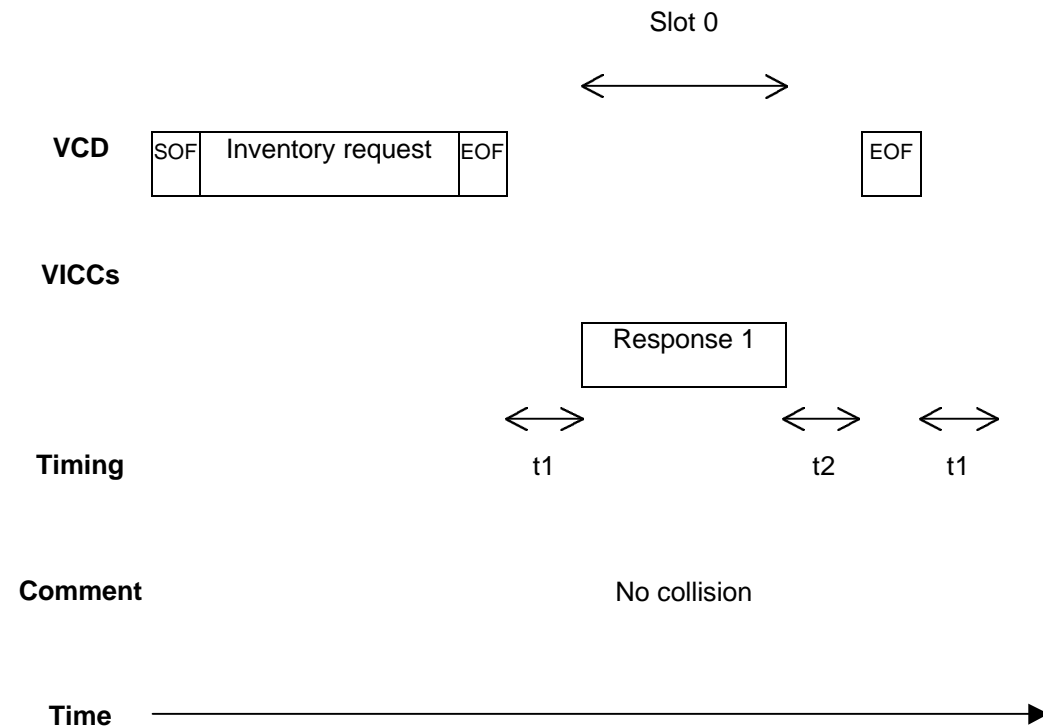 Slot 0
VCD SOF Inventory request EOF EOF
VICCs
Response 1
Timing t1 t2 t1
Comment No collision
Time